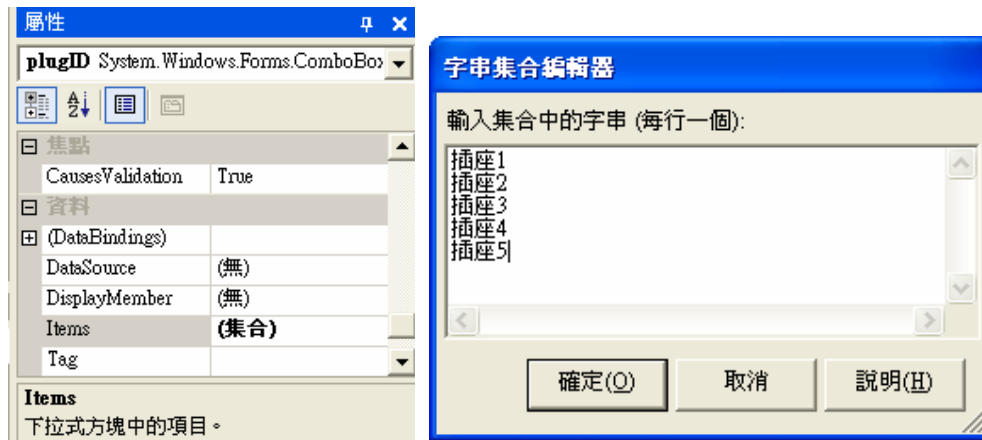 屬性
plugID System.Windows.Forms.ComboBox
焦點
CausesValidation True
資料
(DataBindings)
DataSource (無)
DisplayMember (無)
Items (集合)
Tag
Items
下拉式方塊中的項目。
字串集合編輯器
輸入集合中的字串 (每行一個):
插座1
插座2
插座3
插座4
插座5
確定(O) 取消 說明(H)